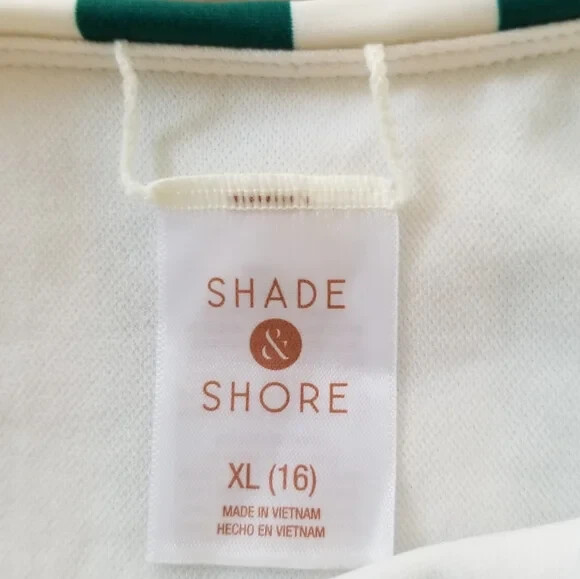 SHADE
&
SHORE
XL (16)
MADE IN VIETNAM
HECHO EN VIETNAM